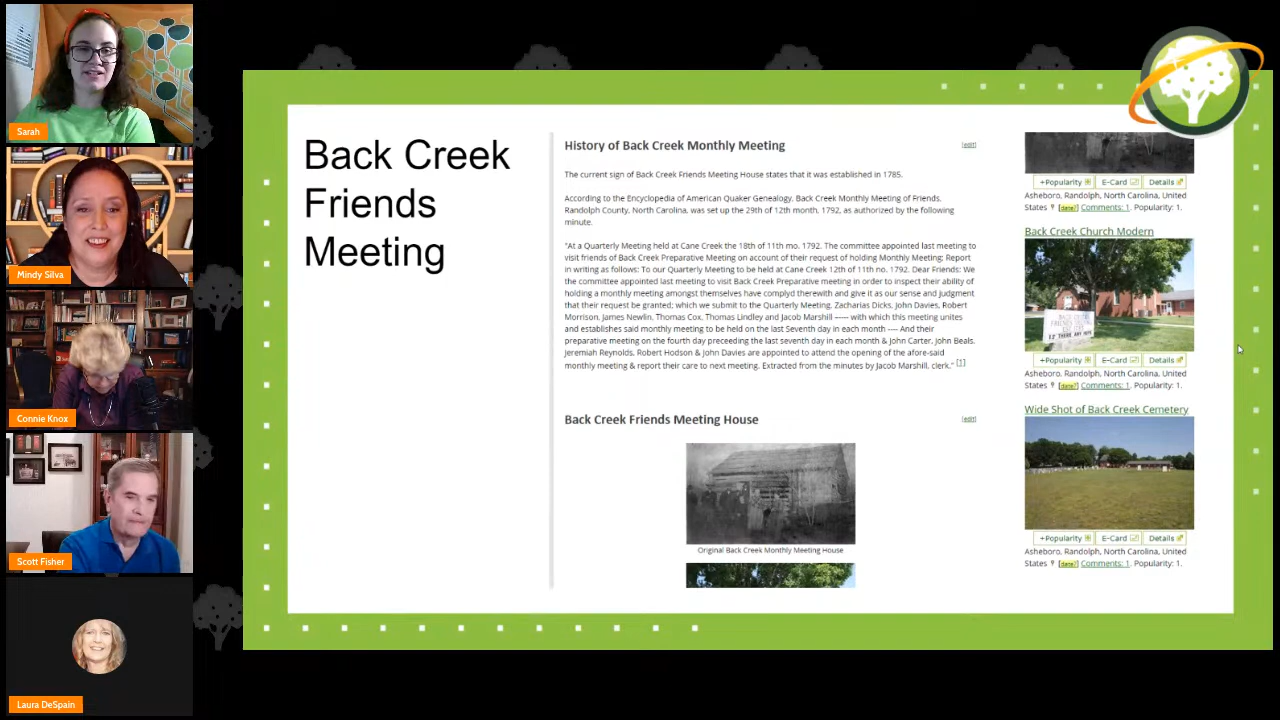 Sarah
Mindy Silva
Connie Knox
Scott Fisher
Laura DeSpain
Back Creek
Friends
Meeting
History of Back Creek Monthly Meeting
[edit]
The current sign of Back Creek Friends Meeting House states that it was established in 1785.
According to the Encyclopedia of American Quaker Genealogy, Back Creek Monthly Meeting of Friends,
Randolph County, North Carolina, was set up the 29th of 12th month, 1792, as authorized by the following
minute.
"At a Quarterly Meeting held at Cane Creek the 18th of 11th mo. 1792. The committee appointed last meeting to
visit friends of Back Creek Preparative Meeting on account of their request of holding Monthly Meeting; Report
in writing as follows: To our Quarterly Meeting to be held at Cane Creek 12th of 11th no. 1792. Dear Friends: We
the committee appointed last meeting to visit Back Creek Preparative meeting in order to inspect their ability of
holding a monthly meeting amongst themselves have complyd therewith and give it as our sense and judgment
that their request be granted; which we submit to the Quarterly Meeting, Zacharias Dicks, John Davies, Robert
Morrison, James Newlin, Thomas Cox, Thomas Lindley and Jacob Marshill ----- with which this meeting unites
and establishes said monthly meeting to be held on the last Seventh day in each month ---- And their
preparative meeting on the fourth day preceeding the last seventh day in each month & John Carter, John Beals,
Jeremiah Reynolds, Robert Hodson & John Davies are appointed to attend the opening of the afore-said
monthly meeting & report their care to next meeting. Extracted from the minutes by Jacob Marshill, clerk." [1]
Back Creek Friends Meeting House
[edit]
Original Back Creek Monthly Meeting House
+Popularity E-Card Details
Asheboro, Randolph, North Carolina, United
States [date?] Comments: 1. Popularity: 1.
Back Creek Church Modern
+Popularity E-Card Details
Asheboro, Randolph, North Carolina, United
States [date?] Comments: 1. Popularity: 1.
Wide Shot of Back Creek Cemetery
+Popularity E-Card Details
Asheboro, Randolph, North Carolina, United
States [date?] Comments: 1. Popularity: 1.